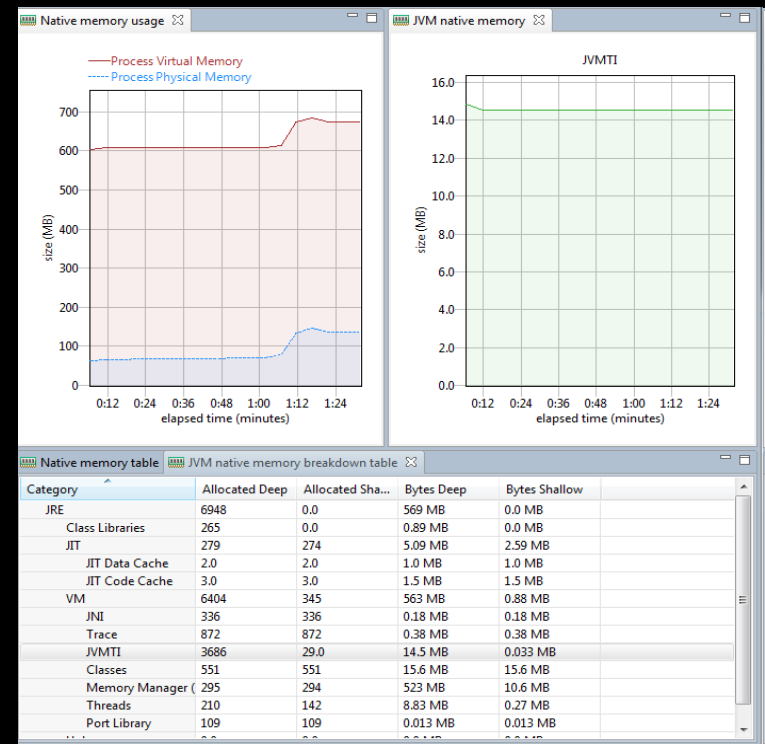 Native memory usage
JVM native memory
Process Virtual Memory
Process Physical Memory
700
600
500
400
300
200
100
0
size (MB)
0:12 0:24 0:36 0:48 1:00 1:12 1:24
elapsed time (minutes)
JVMTI
16.0
14.0
12.0
10.0
8.0
6.0
4.0
2.0
0.0
size (MB)
0:12 0:24 0:36 0:48 1:00 1:12 1:24
elapsed time (minutes)
Native memory table JVM native memory breakdown table
Category Allocated Deep Allocated Sha... Bytes Deep Bytes Shallow
JRE 6948 0.0 569 MB 0.0 MB
Class Libraries 265 0.0 0.89 MB 0.0 MB
JIT 279 274 5.09 MB 2.59 MB
JIT Data Cache 2.0 2.0 1.0 MB 1.0 MB
JIT Code Cache 3.0 3.0 1.5 MB 1.5 MB
VM 6404 345 563 MB 0.88 MB
JNI 336 336 0.18 MB 0.18 MB
Trace 872 872 0.38 MB 0.38 MB
JVMTI 3686 29.0 14.5 MB 0.033 MB
Classes 551 551 15.6 MB 15.6 MB
Memory Manager ( 295 294 523 MB 10.6 MB
Threads 210 142 8.83 MB 0.27 MB
Port Library 109 109 0.013 MB 0.013 MB